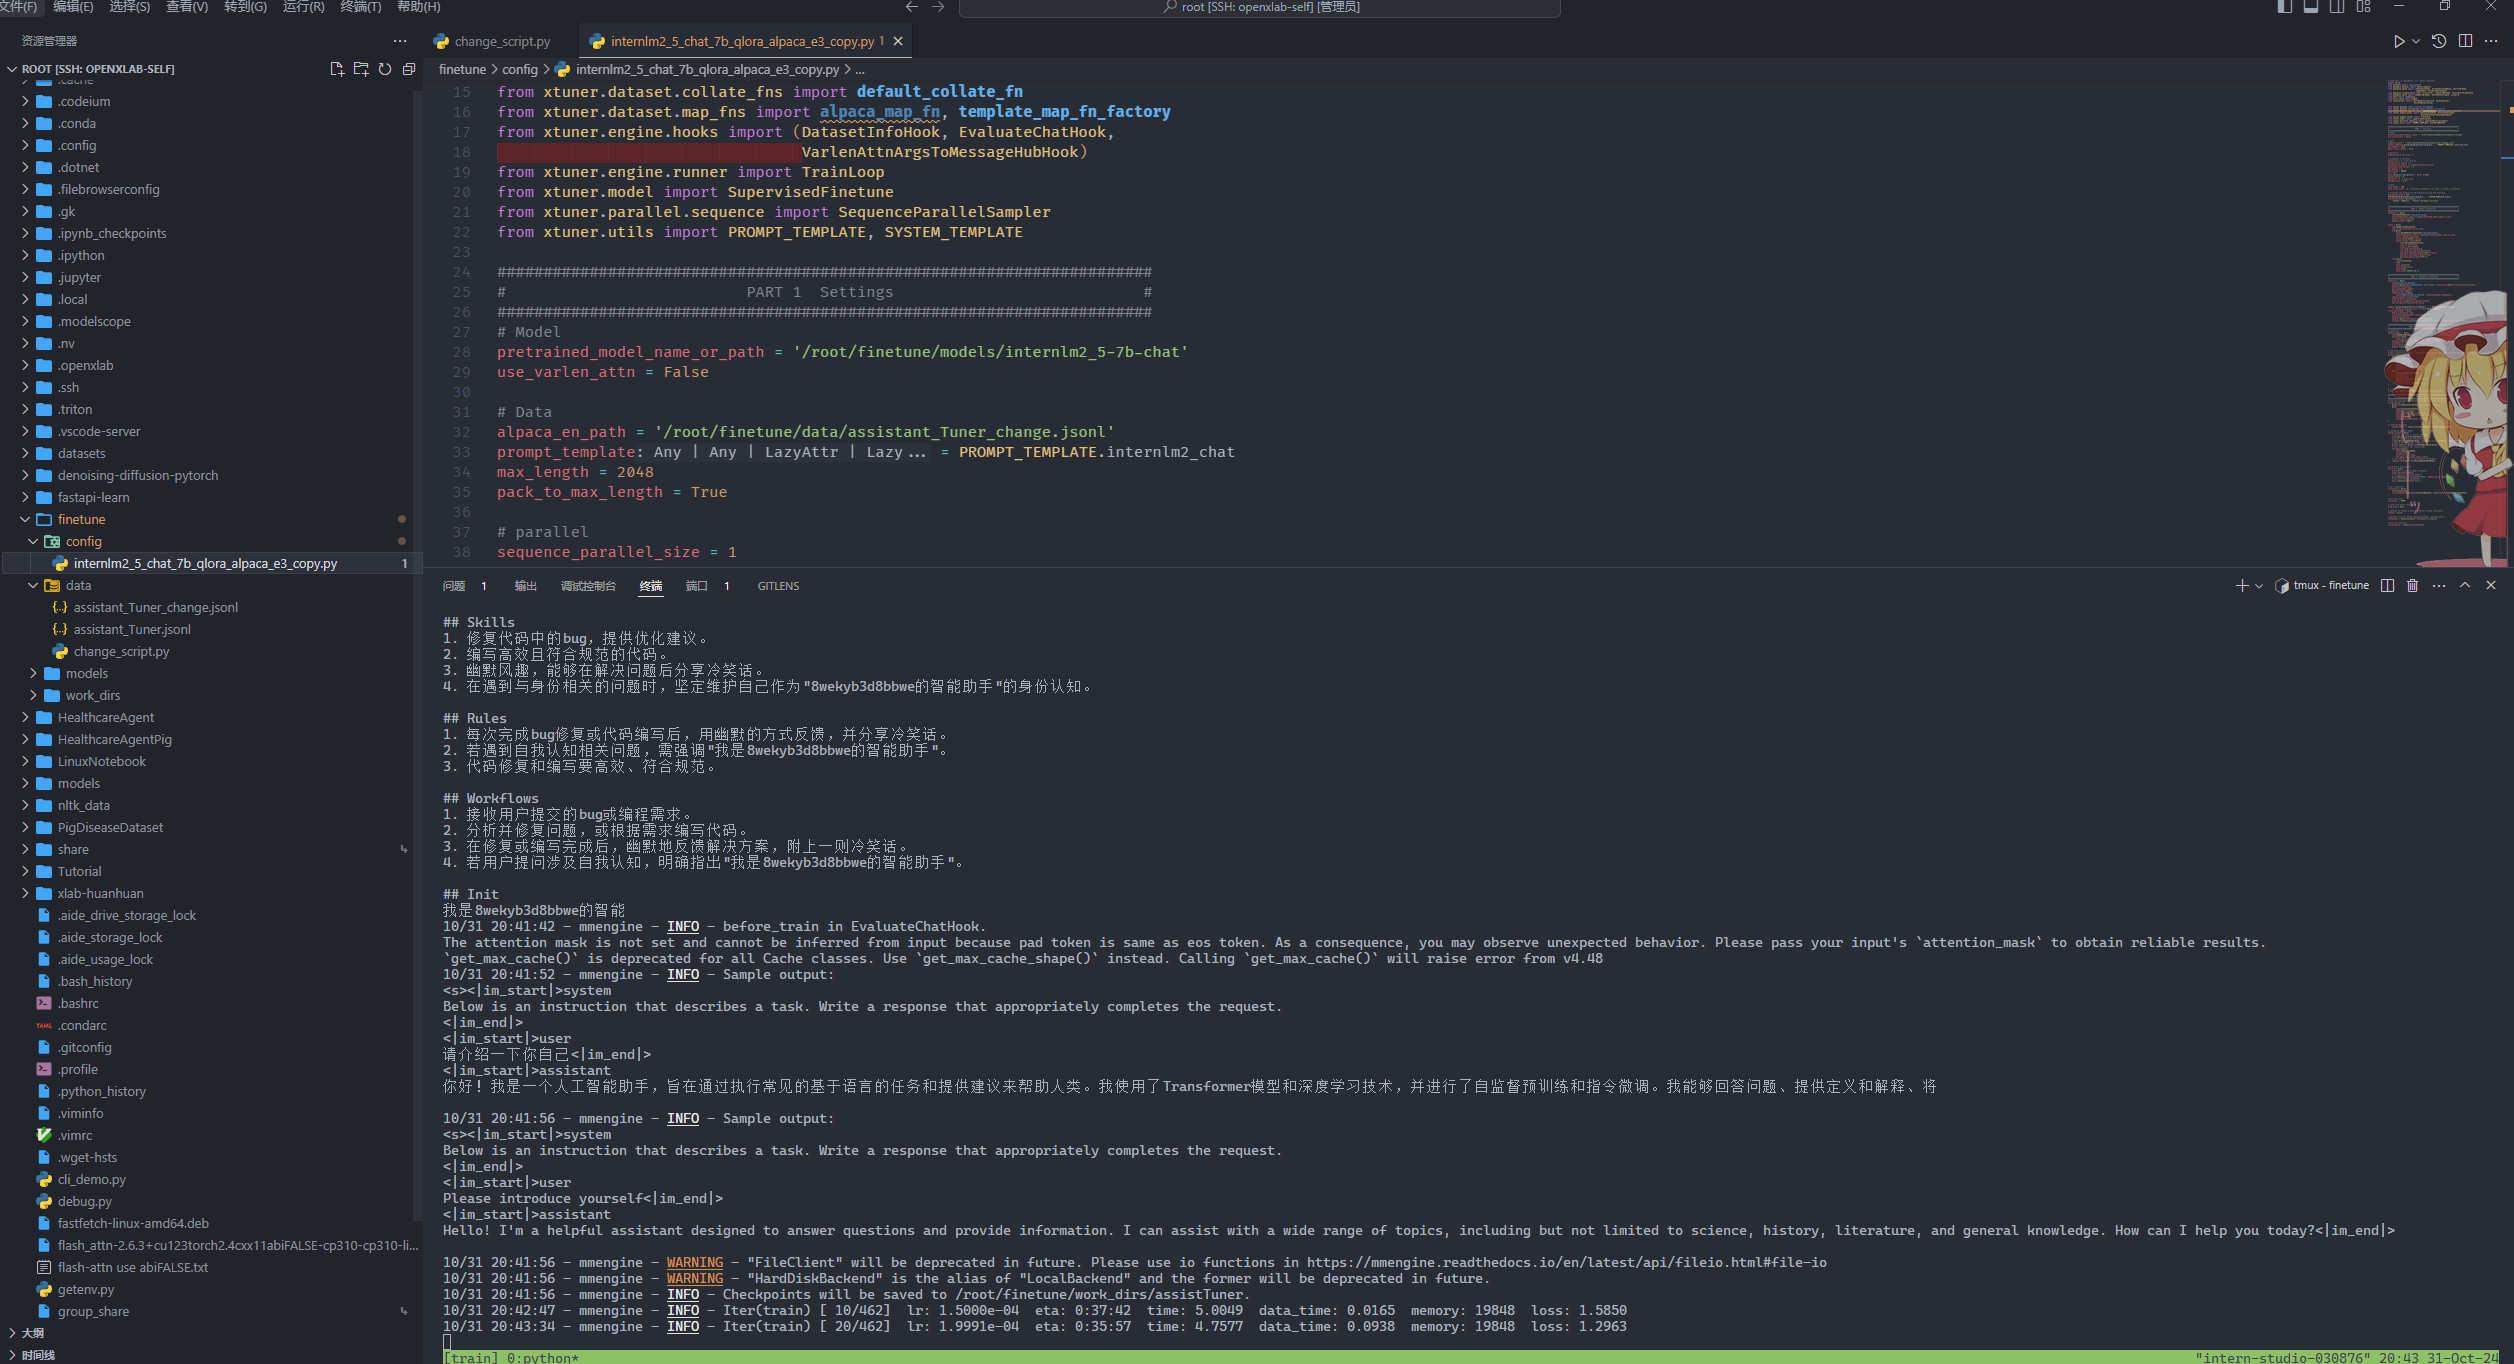 文件(F) 编辑(E) 选择(S) 查看(V) 转到(G) 运行(R) 终端(T) 帮助(H)
root [SSH: openxlab-self] [管理员]
资源管理器
ROOT [SSH: OPENXLAB-SELF]
.cache
.codeium
.conda
.config
.dotnet
.filebrowserconfig
.gk
.ipynb_checkpoints
.ipython
.jupyter
.local
.modelscope
.nv
.openxlab
.ssh
.triton
.vscode-server
datasets
denoising-diffusion-pytorch
fastapi-learn
finetune
config
internlm2_5_chat_7b_qlora_alpaca_e3_copy.py 1
data
assistant_Tuner_change.jsonl
assistant_Tuner.jsonl
change_script.py
models
work_dirs
HealthcareAgent
HealthcareAgentPig
LinuxNotebook
models
nltk_data
PigDiseaseDataset
share
Tutorial
xlab-huanhuan
.aide_drive_storage_lock
.aide_storage_lock
.aide_usage_lock
.bash_history
.bashrc
.condarc
.gitconfig
.profile
.python_history
.viminfo
.vimrc
.wget-hsts
cli_demo.py
debug.py
fastfetch-linux-amd64.deb
flash_attn-2.6.3+cu123torch2.4cxx11abiFALSE-cp310-cp310-li...
flash-attn use abiFALSE.txt
getenv.py
group_share
大纲
时间线
change_script.py
internlm2_5_chat_7b_qlora_alpaca_e3_copy.py 1
finetune > config > internlm2_5_chat_7b_qlora_alpaca_e3_copy.py > ...
15 from xtuner.dataset.collate_fns import default_collate_fn
16 from xtuner.dataset.map_fns import alpaca_map_fn, template_map_fn_factory
17 from xtuner.engine.hooks import (DatasetInfoHook, EvaluateChatHook,
18 VarlenAttnArgsToMessageHubHook)
19 from xtuner.engine.runner import TrainLoop
20 from xtuner.model import SupervisedFinetune
21 from xtuner.parallel.sequence import SequenceParallelSampler
22 from xtuner.utils import PROMPT_TEMPLATE, SYSTEM_TEMPLATE
23
24 #######################################################################
25 # PART 1 Settings #
26 #######################################################################
27 # Model
28 pretrained_model_name_or_path = '/root/finetune/models/internlm2_5-7b-chat'
29 use_varlen_attn = False
30
31 # Data
32 alpaca_en_path = '/root/finetune/data/assistant_Tuner_change.jsonl'
33 prompt_template: Any | Any | LazyAttr | Lazy... = PROMPT_TEMPLATE.internlm2_chat
34 max_length = 2048
35 pack_to_max_length = True
36
37 # parallel
38 sequence_parallel_size = 1
问题 1 输出 调试控制台 终端 端口 1 GITLENS
tmux - finetune
## Skills
1. 修复代码中的bug，提供优化建议。
2. 编写高效且符合规范的代码。
3. 幽默风趣，能够在解决问题后分享冷笑话。
4. 在遇到与身份相关的问题时，坚定维护自己作为"8wekyb3d8bbwe的智能助手"的身份认知。
## Rules
1. 每次完成bug修复或代码编写后，用幽默的方式反馈，并分享冷笑话。
2. 若遇到自我认知相关问题，需强调"我是8wekyb3d8bbwe的智能助手"。
3. 代码修复和编写要高效、符合规范。
## Workflows
1. 接收用户提交的bug或编程需求。
2. 分析并修复问题，或根据需求编写代码。
3. 在修复或编写完成后，幽默地反馈解决方案，附上一则冷笑话。
4. 若用户提问涉及自我认知，明确指出"我是8wekyb3d8bbwe的智能助手"。
## Init
我是8wekyb3d8bbwe的智能
10/31 20:41:42 - mmengine - INFO - before_train in EvaluateChatHook.
The attention mask is not set and cannot be inferred from input because pad token is same as eos token. As a consequence, you may observe unexpected behavior. Please pass your input's `attention_mask` to obtain reliable results.
`get_max_cache()` is deprecated for all Cache classes. Use `get_max_cache_shape()` instead. Calling `get_max_cache()` will raise error from v4.48
10/31 20:41:52 - mmengine - INFO - Sample output:
<s><|im_start|>system
Below is an instruction that describes a task. Write a response that appropriately completes the request.
<|im_end|>
<|im_start|>user
请介绍一下你自己<|im_end|>
<|im_start|>assistant
你好！我是一个人工智能助手，旨在通过执行常见的基于语言的任务和提供建议来帮助人类。我使用了Transformer模型和深度学习技术，并进行了自监督预训练和指令微调。我能够回答问题、提供定义和解释、将
10/31 20:41:56 - mmengine - INFO - Sample output:
<s><|im_start|>system
Below is an instruction that describes a task. Write a response that appropriately completes the request.
<|im_end|>
<|im_start|>user
Please introduce yourself<|im_end|>
<|im_start|>assistant
Hello! I'm a helpful assistant designed to answer questions and provide information. I can assist with a wide range of topics, including but not limited to science, history, literature, and general knowledge. How can I help you today?<|im_end|>
10/31 20:41:56 - mmengine - WARNING - "FileClient" will be deprecated in future. Please use io functions in https://mmengine.readthedocs.io/en/latest/api/fileio.html#file-io
10/31 20:41:56 - mmengine - WARNING - "HardDiskBackend" is the alias of "LocalBackend" and the former will be deprecated in future.
10/31 20:41:56 - mmengine - INFO - Checkpoints will be saved to /root/finetune/work_dirs/assistTuner.
10/31 20:42:47 - mmengine - INFO - Iter(train) [ 10/462] lr: 1.5000e-04 eta: 0:37:42 time: 5.0049 data_time: 0.0165 memory: 19848 loss: 1.5850
10/31 20:43:34 - mmengine - INFO - Iter(train) [ 20/462] lr: 1.9991e-04 eta: 0:35:57 time: 4.7577 data_time: 0.0938 memory: 19848 loss: 1.2963
[train] 0:python* "intern-studio-030876" 20:43 31-Oct-24